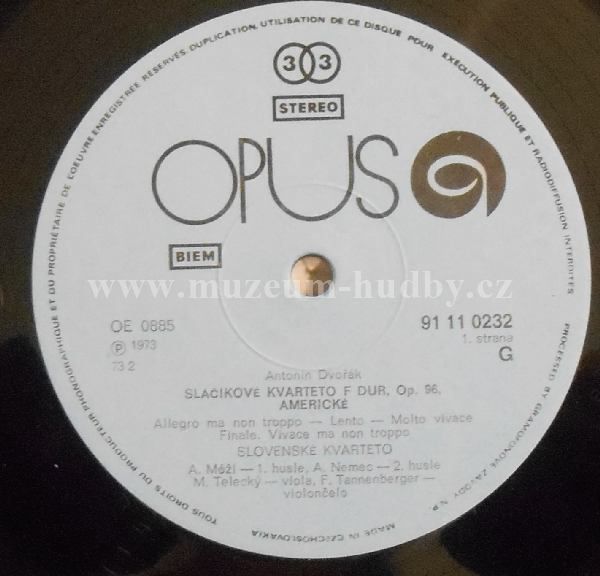 TOUS DROITS DU PRODUCTEUR PHONOGRAPHIQUE ET DU PROPRIÉTAIRE DE L'OEUVRE ENREGISTRÉE RÉSERVÉS. DUPLICATION, UTILISATION DE CE DISQUE POUR EXÉCUTION PUBLIQUE ET RADIODIFFUSION INTERDITES
33
STEREO
OPUS
BIEM
www.muzeum-hudby.cz
OE 0885
91 11 0232
Ⓟ 1973
1. strana
73 2
G
Antonín Dvořák
SLÁČIKOVÉ KVARTETO F DUR, Op. 96,
AMERICKÉ
Allegro ma non troppo — Lento — Molto vivace
Finale. Vivace ma non troppo
SLOVENSKÉ KVARTETO
A. Móži — 1. husle, A. Nemec — 2. husle
M. Telecký — viola, F. Tannenberger —
violončelo
MADE IN CZECHOSLOVAKIA
PROCESSED BY GRAMOFONOVÉ ZÁVODY, N.P.